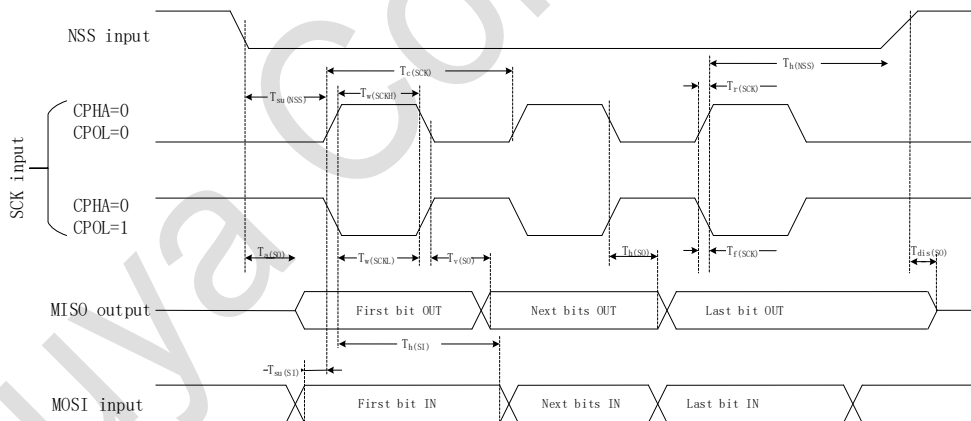 NSS input
Tc(SCK)
Th(NSS)
Tsu(NSS)
Tw(SCKH)
Tr(SCK)
SCK input
CPHA=0
CPOL=0
CPHA=0
CPOL=1
Ta(SO)
Tw(SCKL)
Tv(SO)
Th(SO)
Tf(SCK)
Tdis(SO)
MISO output
First bit OUT
Next bits OUT
Last bit OUT
Th(SI)
Tsu(SI)
MOSI input
First bit IN
Next bits IN
Last bit IN
uya Co